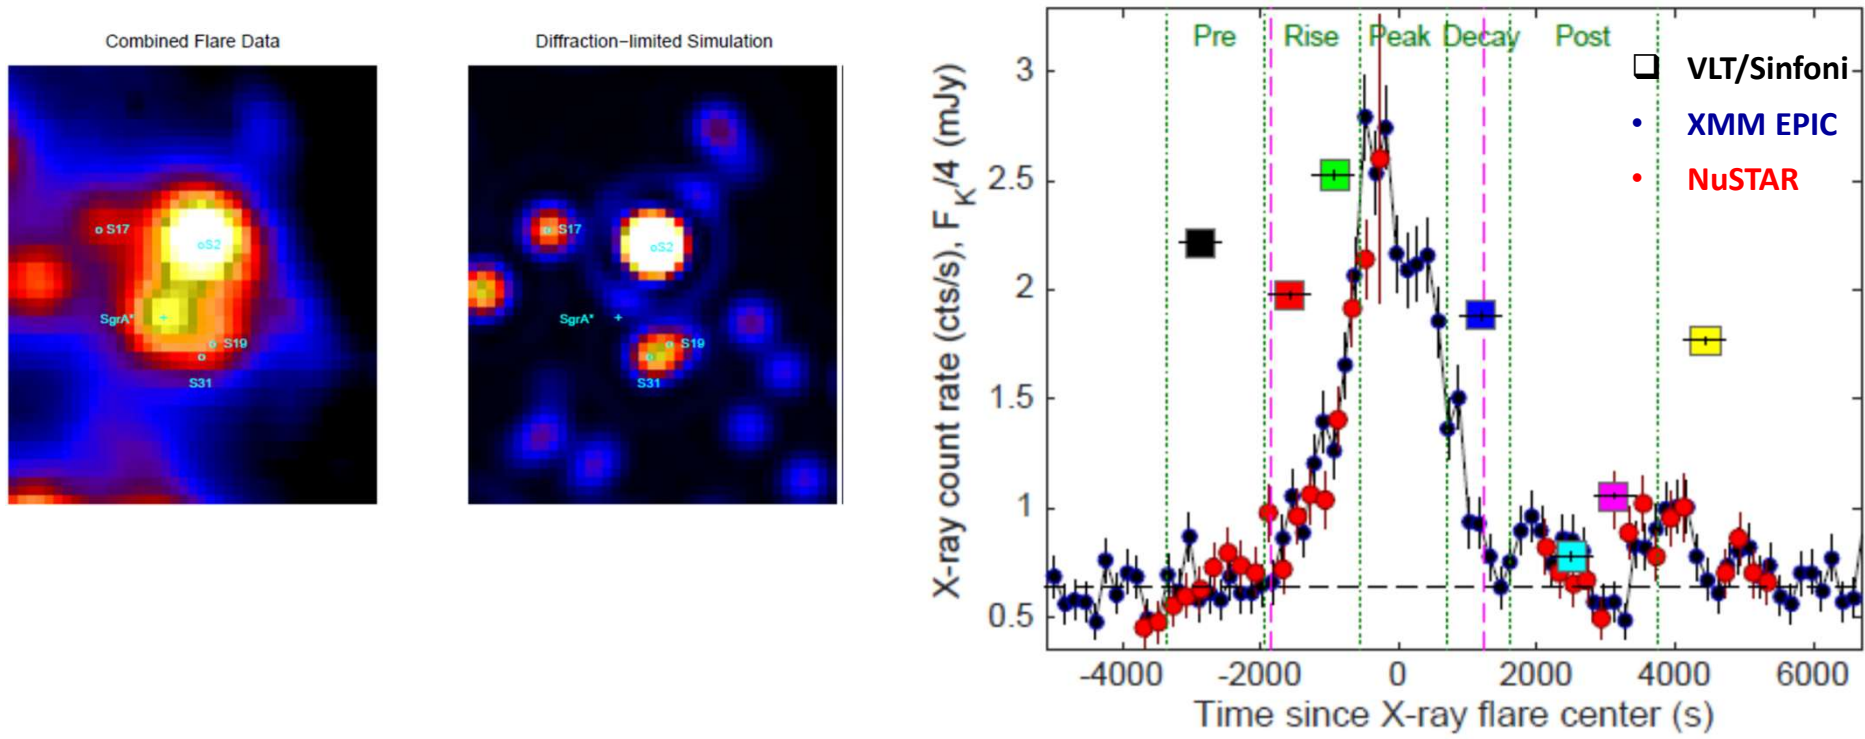 Combined Flare Data
S17
S2
SgrA*
S19
S31
Diffraction-limited Simulation
S17
S2
SgrA*
S19
S31
Pre Rise Peak Decay Post
VLT/Sinfoni
XMM EPIC
NuSTAR
X-ray count rate (cts/s), F_K/4 (mJy)
3
2.5
2
1.5
1
0.5
-4000 -2000 0 2000 4000 6000
Time since X-ray flare center (s)